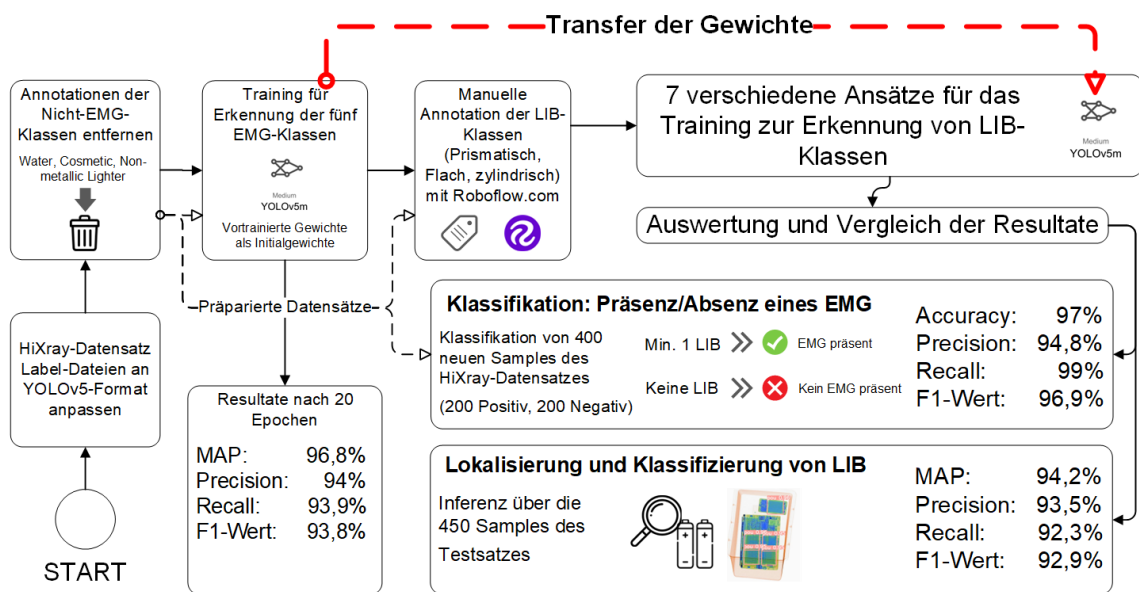 Transfer der Gewichte
Annotationen der
Nicht-EMG-
Klassen entfernen
Water, Cosmetic, Non-
metallic Lighter
Training für
Erkennung der fünf
EMG-Klassen
Medium
YOLOv5m
Vortrainierte Gewichte
als Initialgewichte
Manuelle
Annotation der LIB-
Klassen
(Prismatisch,
Flach, zylindrisch)
mit Roboflow.com
7 verschiedene Ansätze für das
Training zur Erkennung von LIB-
Klassen
Medium
YOLOv5m
Auswertung und Vergleich der Resultate
Präparierte Datensätze
HiXray-Datensatz
Label-Dateien an
YOLOv5-Format
anpassen
START
Resultate nach 20
Epochen
MAP: 96,8%
Precision: 94%
Recall: 93,9%
F1-Wert: 93,8%
Klassifikation: Präsenz/Absenz eines EMG
Klassifikation von 400
neuen Samples des
HiXray-Datensatzes
(200 Positiv, 200 Negativ)
Min. 1 LIB EMG präsent
Keine LIB Kein EMG präsent
Accuracy: 97%
Precision: 94,8%
Recall: 99%
F1-Wert: 96,9%
Lokalisierung und Klassifizierung von LIB
Inferenz über die
450 Samples des
Testsatzes
MAP: 94,2%
Precision: 93,5%
Recall: 92,3%
F1-Wert: 92,9%